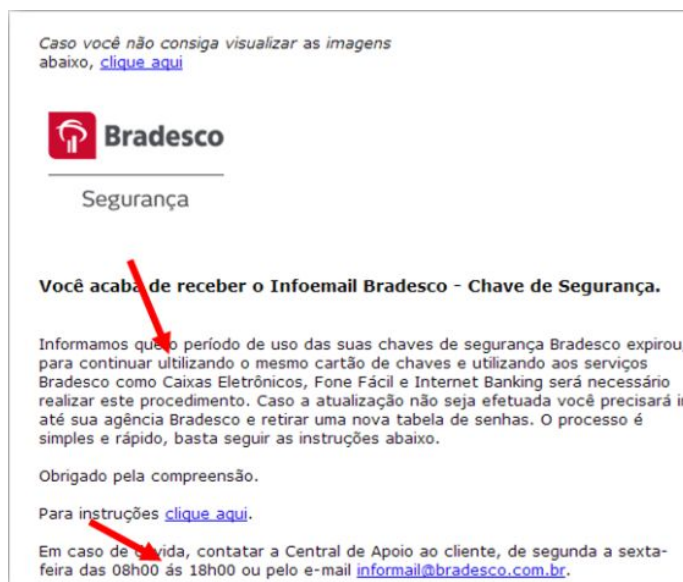 Caso você não consiga visualizar as imagens
abaixo, clique aqui
Bradesco
Segurança
Você acaba de receber o Infoemail Bradesco - Chave de Segurança.
Informamos que o período de uso das suas chaves de segurança Bradesco expirou,
para continuar ultilizando o mesmo cartão de chaves e utilizando aos serviços
Bradesco como Caixas Eletrônicos, Fone Fácil e Internet Banking será necessário
realizar este procedimento. Caso a atualização não seja efetuada você precisará i
até sua agência Bradesco e retirar uma nova tabela de senhas. O processo é
simples e rápido, basta seguir as instruções abaixo.
Obrigado pela compreensão.
Para instruções clique aqui.
Em caso de dúvida, contatar a Central de Apoio ao cliente, de segunda a sexta-
feira das 08h00 ás 18h00 ou pelo e-mail informail@bradesco.com.br.